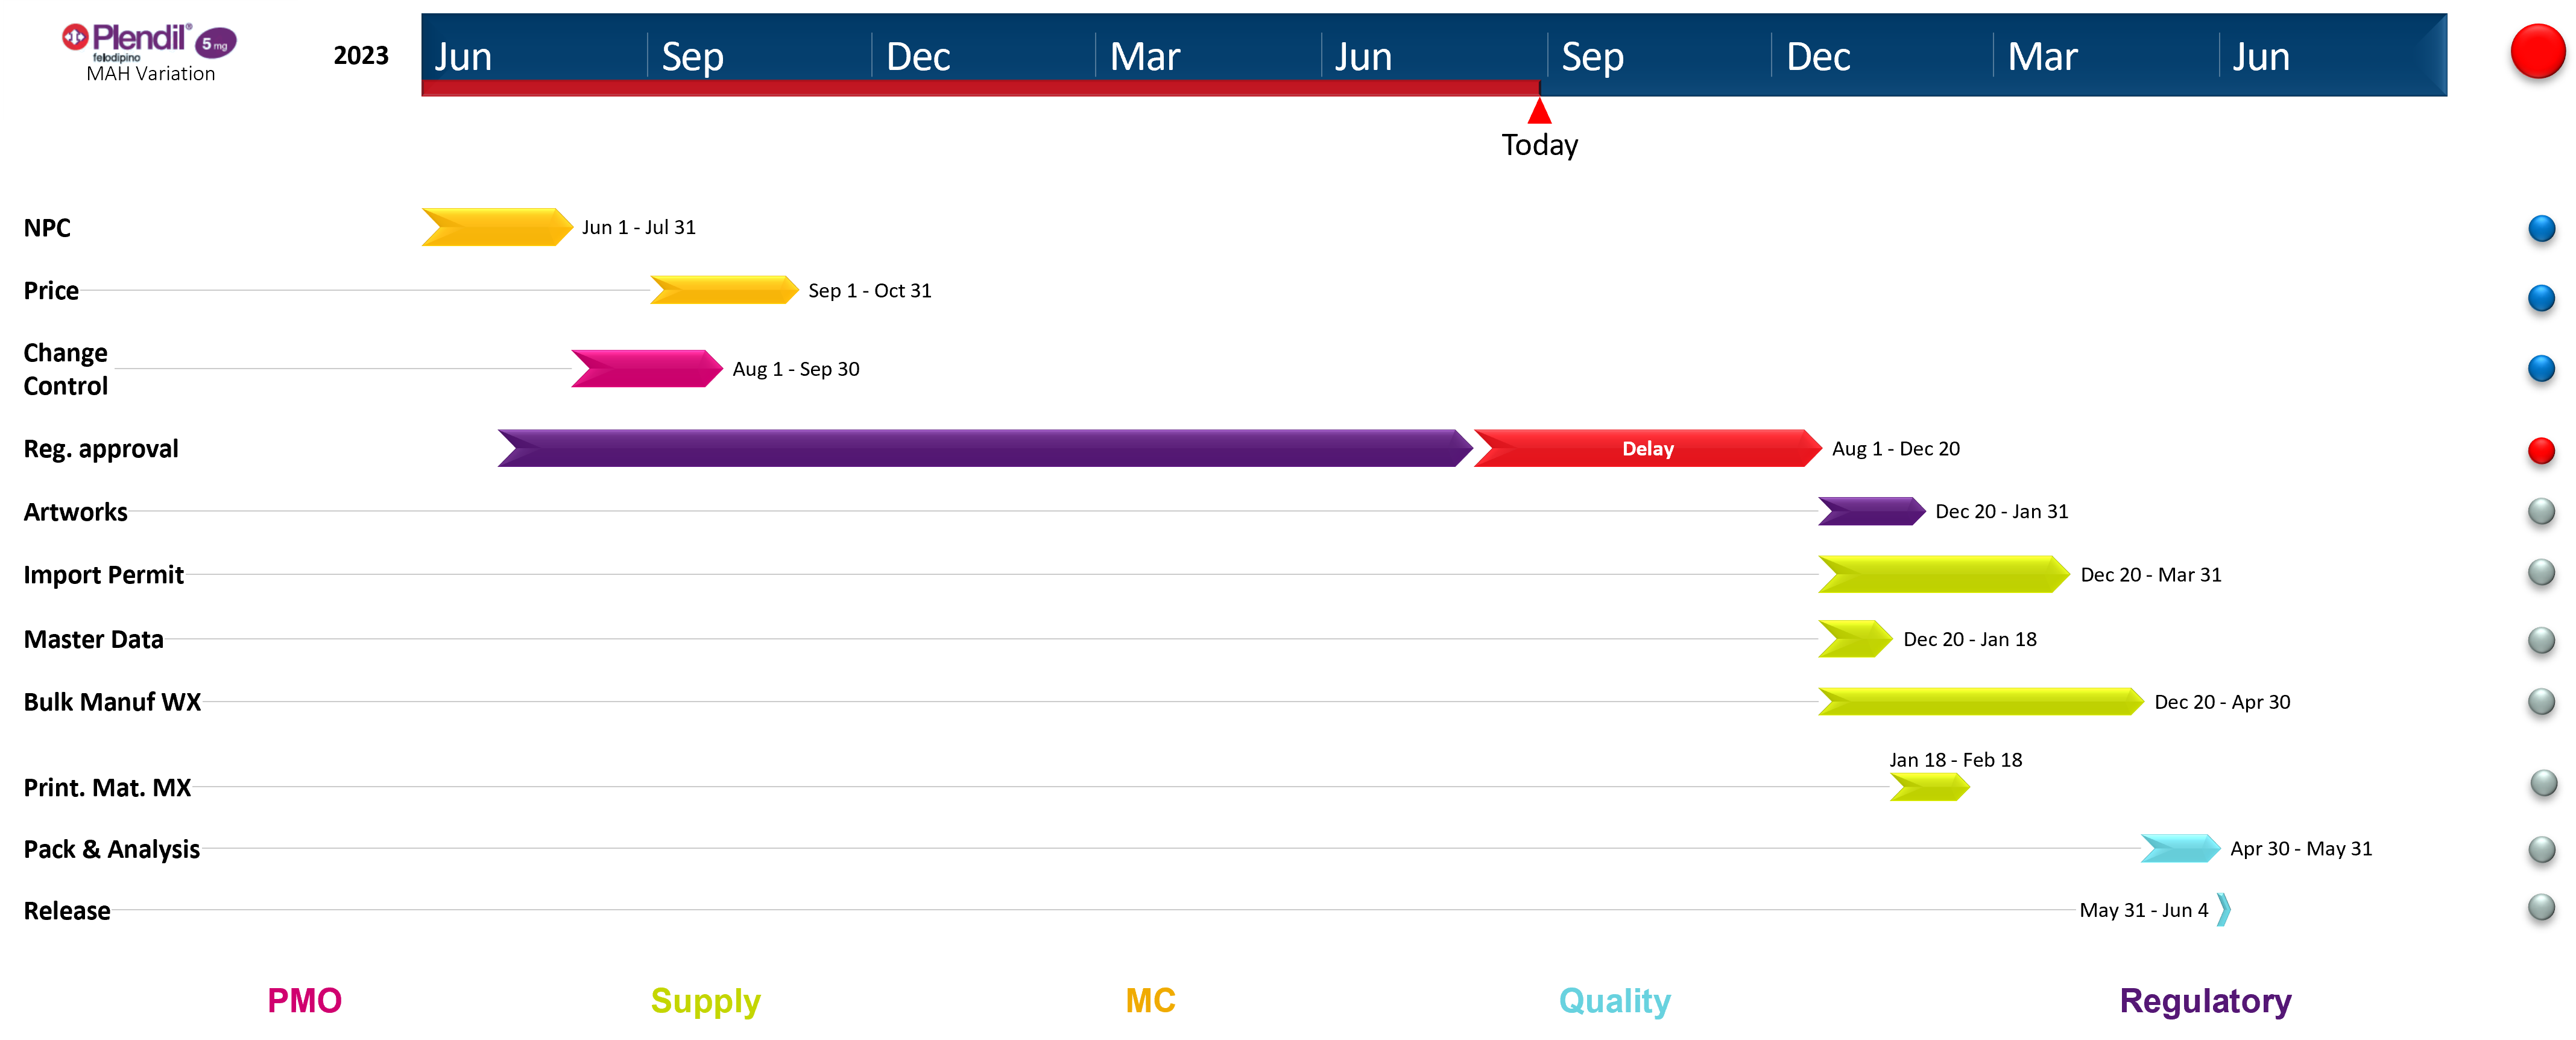 Plendil® 5 mg
felodipino
MAH Variation
2023
Jun Sep Dec Mar Jun Sep Dec Mar Jun
Today
NPC
Jun 1 - Jul 31
Price
Sep 1 - Oct 31
Change
Control
Aug 1 - Sep 30
Reg. approval
Delay
Aug 1 - Dec 20
Artworks
Dec 20 - Jan 31
Import Permit
Dec 20 - Mar 31
Master Data
Dec 20 - Jan 18
Bulk Manuf WX
Dec 20 - Apr 30
Jan 18 - Feb 18
Print. Mat. MX
Pack & Analysis
Apr 30 - May 31
Release
May 31 - Jun 4
PMO Supply MC Quality Regulatory